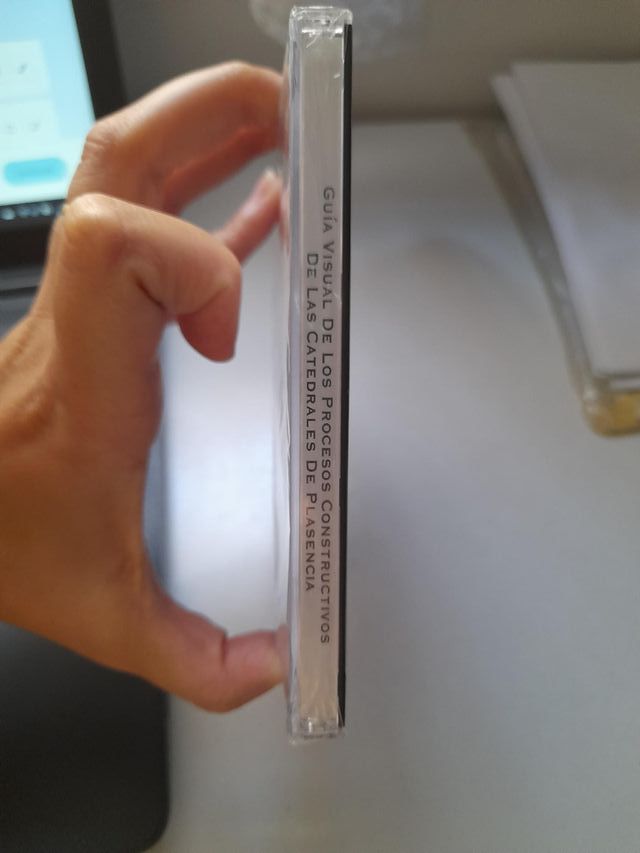 Guía Visual De Los Procesos Constructivos
De Las Catedrales De Plasencia